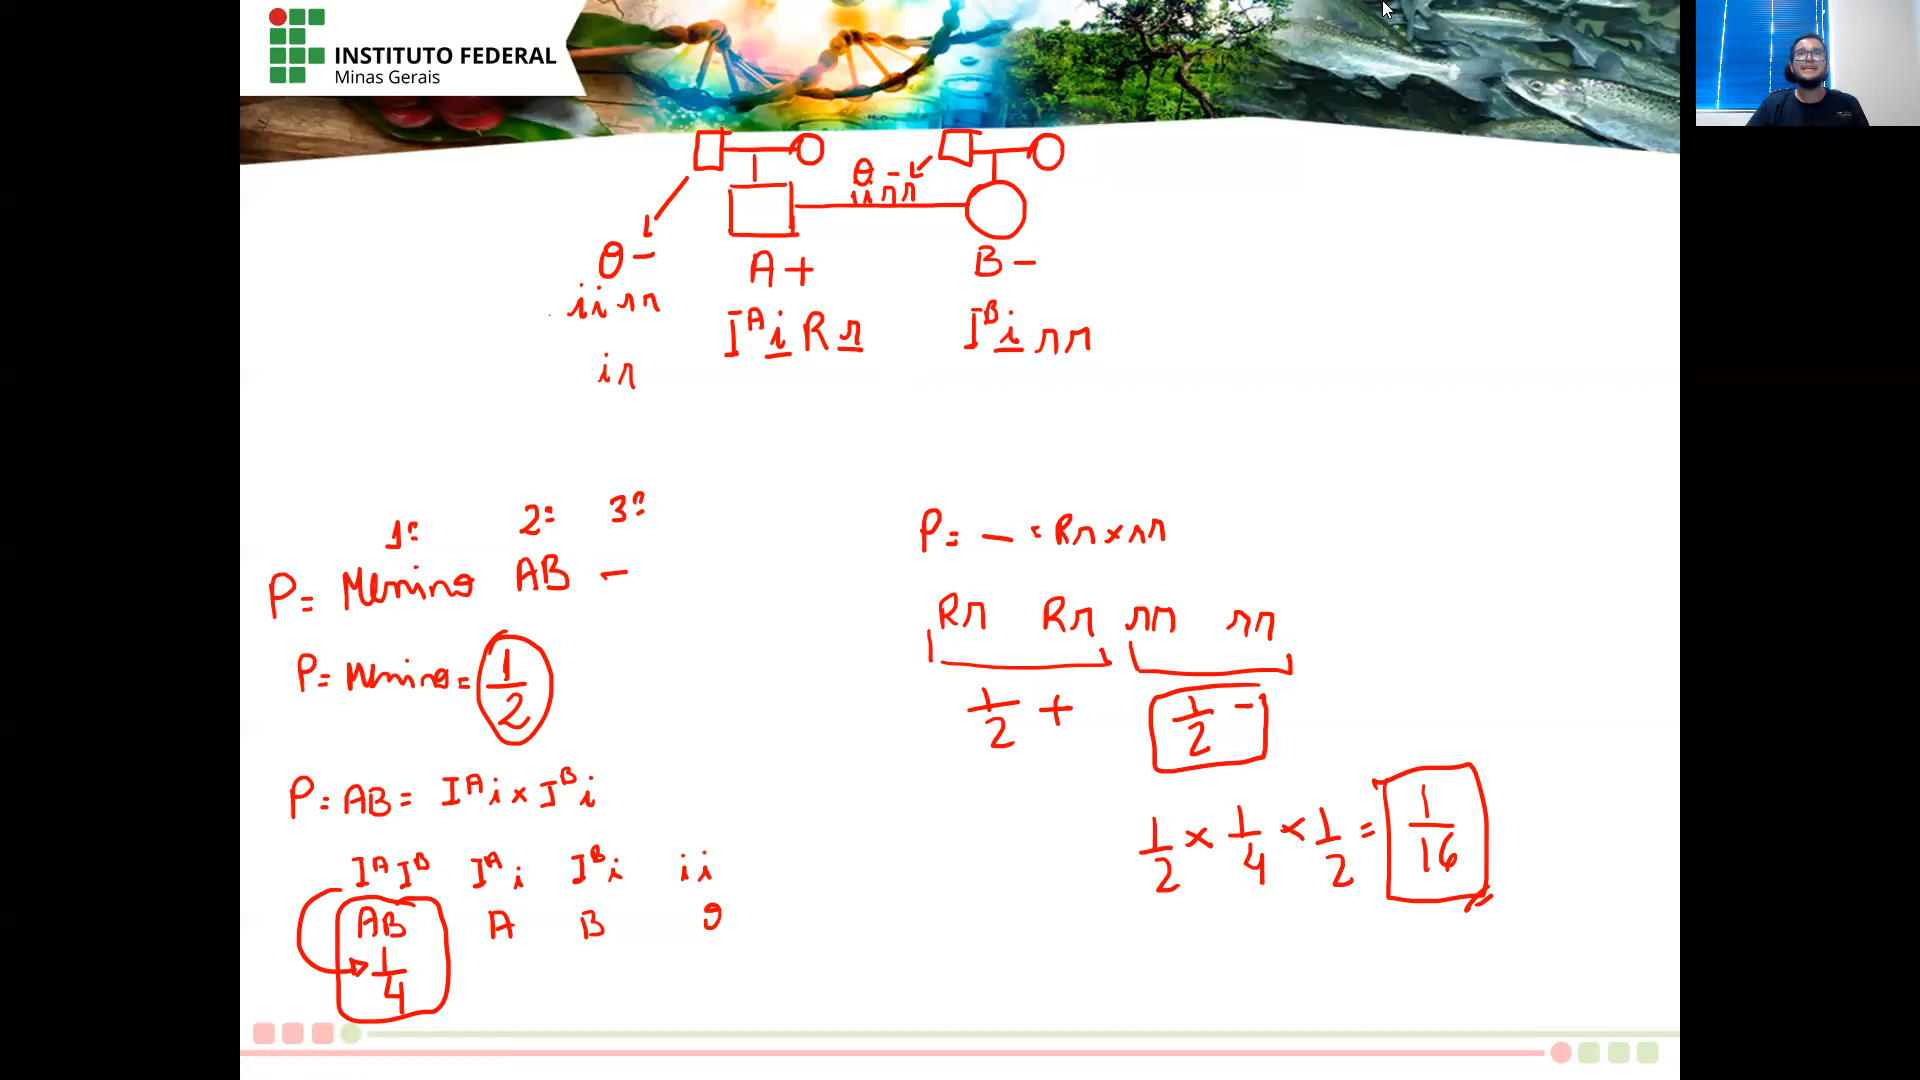 INSTITUTO FEDERAL
Minas Gerais
O -
ii rr
O -
ii rr
ir
A +
I^A i R r
B -
I^B i rr
1º 2º 3º
P = Menino AB -
P = Menino = 1/2
P = AB = I^A i x I^B i
I^A I^B I^A i I^B i ii
AB A B O
1/4
P = - = Rr x rr
Rr Rr rr rr
1/2 + 1/2 -
1/2 x 1/4 x 1/2 = 1/16